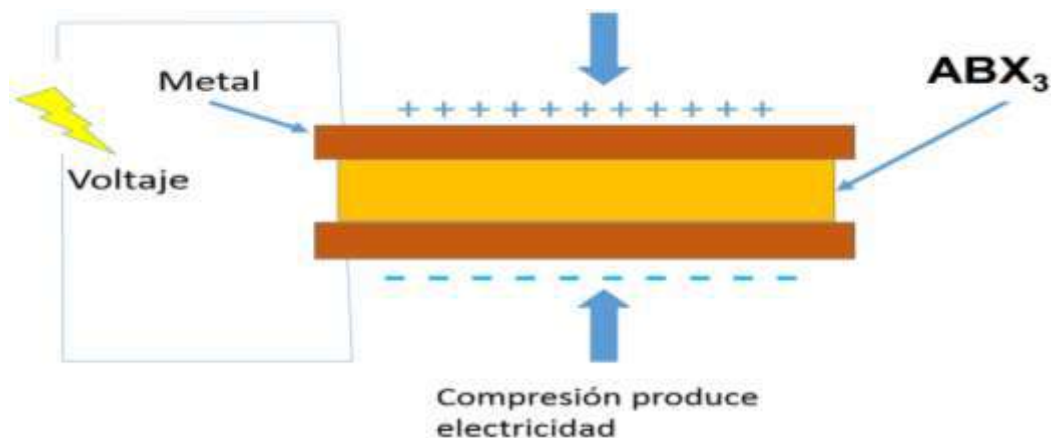 Metal
ABX₃
+ + + + + + + + + + +
Voltaje
- - - - - - - - - - -
Compresión produce
electricidad